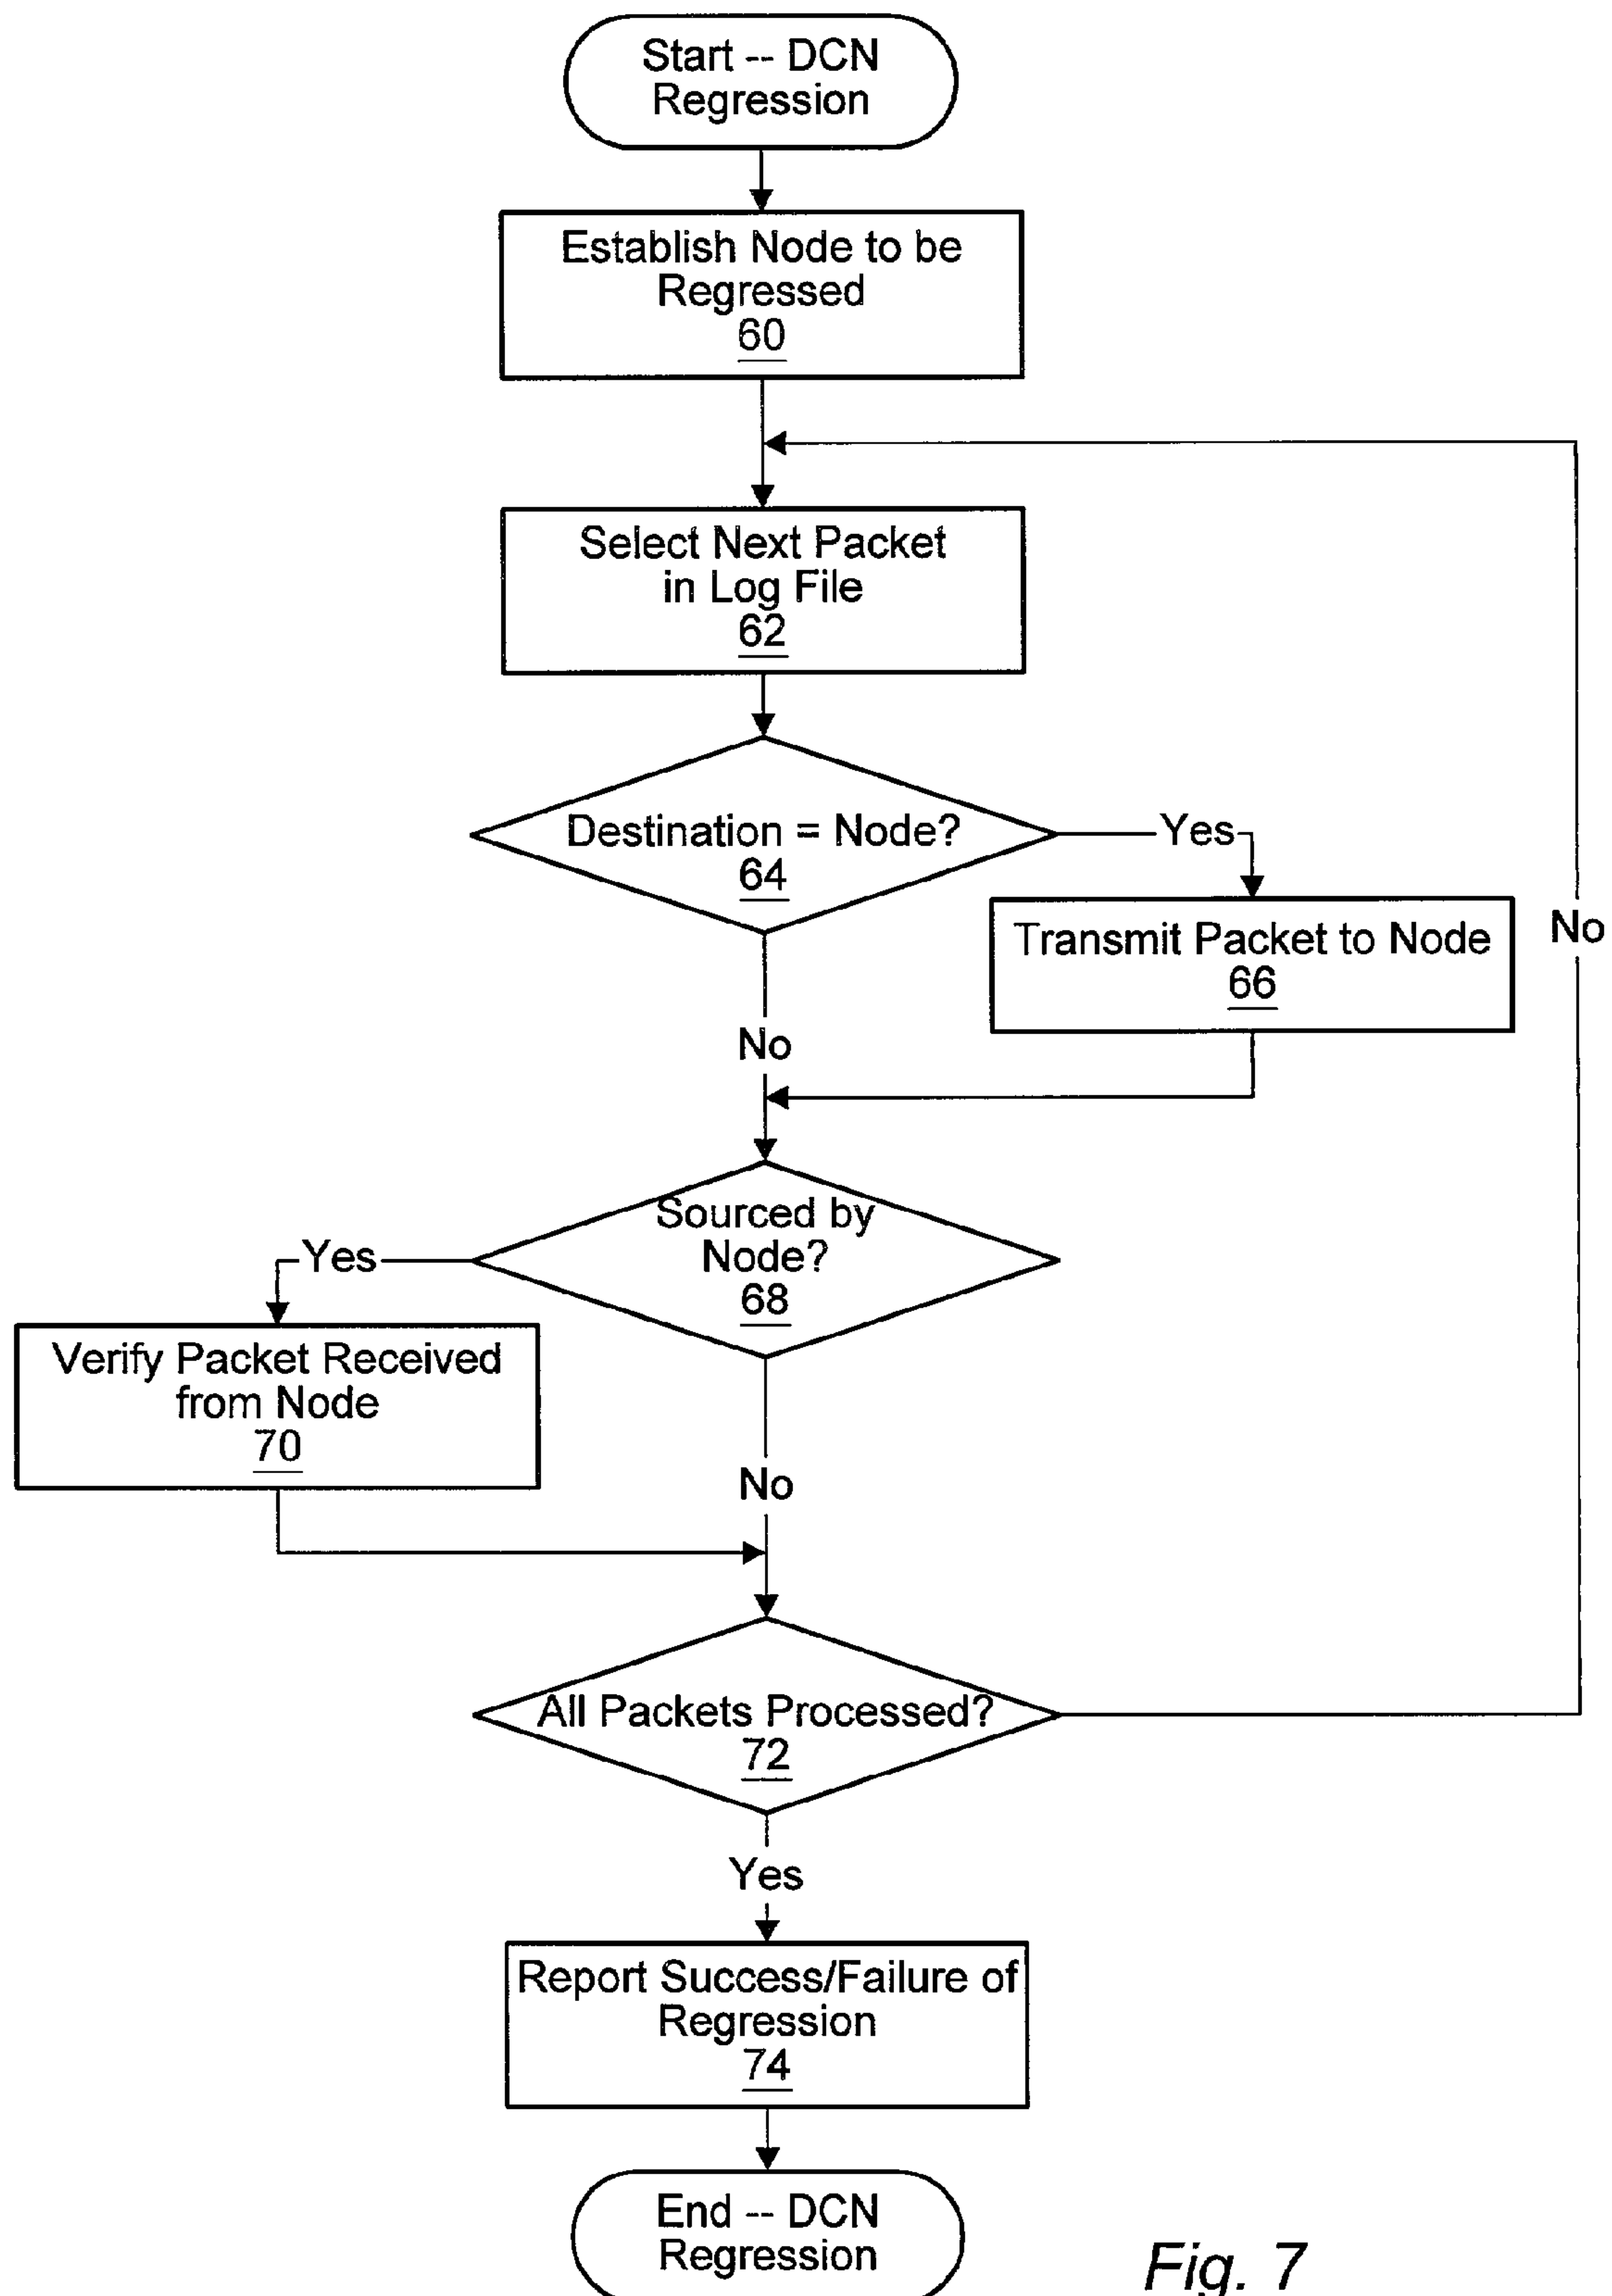 Start -- DCN
Regression
Establish Node to be
Regressed
60
Select Next Packet
in Log File
62
Destination = Node?
64
Yes
Transmit Packet to Node
66
No
No
Sourced by
Node?
68
Yes
Verify Packet Received
from Node
70
No
All Packets Processed?
72
Yes
Report Success/Failure of
Regression
74
End -- DCN
Regression
Fig. 7